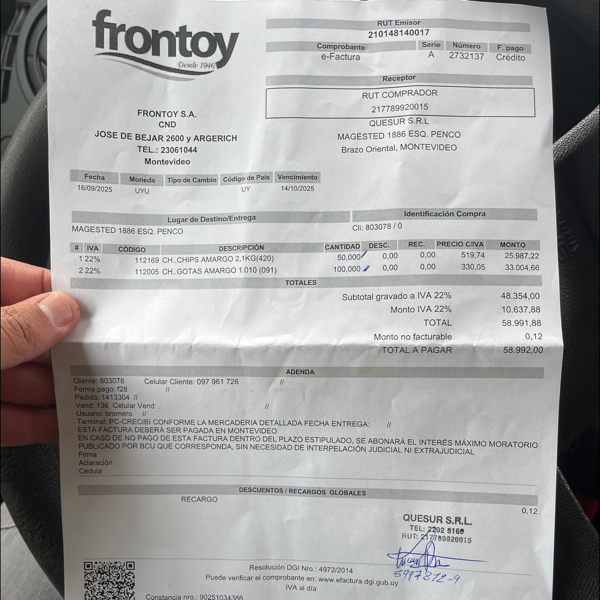 frontoy
Desde 1946
RUT Emisor
210148140017
Comprobante Serie Número F. pago
e-Factura A 2732137 Crédito
Receptor
RUT COMPRADOR
217789920015
QUESUR S.R.L
MAGESTED 1886 ESQ. PENCO
Brazo Oriental, MONTEVIDEO
FRONTOY S.A.
CND
JOSE DE BEJAR 2600 y ARGERICH
TEL.: 23061044
Montevideo
Fecha Moneda Tipo de Cambio Código de País Vencimiento
16/09/2025 UYU UY 14/10/2025
Lugar de Destino/Entrega Identificación Compra
MAGESTED 1886 ESQ. PENCO Cli: 803078 / 0
# IVA CÓDIGO DESCRIPCIÓN CANTIDAD DESC. REC. PRECIO C/IVA MONTO
1 22% 112169 CH..CHIPS AMARGO 2,1KG(420) 50,000 0,00 0,00 519,74 25.987,22
2 22% 112005 CH..GOTAS AMARGO 1.010 (091) 100,000 0,00 0,00 330,05 33.004,66
TOTALES
Subtotal gravado a IVA 22% 48.354,00
Monto IVA 22% 10.637,88
TOTAL 58.991,88
Monto no facturable 0,12
TOTAL A PAGAR 58.992,00
ADENDA
Cliente: 803078 Celular Cliente: 097 961 726 //
Forma pago: f28 //
Pedido: 1413304 //
Vend: 136 Celular Vend: . //
Usuario: bromero //
Terminal: PC-CRECIBI CONFORME LA MERCADERIA DETALLADA FECHA ENTREGA: //
ESTA FACTURA DEBERÁ SER PAGADA EN MONTEVIDEO
EN CASO DE NO PAGO DE ESTA FACTURA DENTRO DEL PLAZO ESTIPULADO, SE ABONARÁ EL INTERÉS MÁXIMO MORATORIO
PUBLICADO POR BCU QUE CORRESPONDA, SIN NECESIDAD DE INTERPELACIÓN JUDICIAL NI EXTRAJUDICIAL
Firma
Aclaración
Cédula
DESCUENTOS / RECARGOS GLOBALES
RECARGO 0,12
QUESUR S.R.L.
TEL: 2202 5168
RUT: 217789920015
Resolución DGI Nro.: 4972/2014
Puede verificar el comprobante en: www.efactura.dgi.gub.uy
IVA al día
Constancia nro.: 90251034386